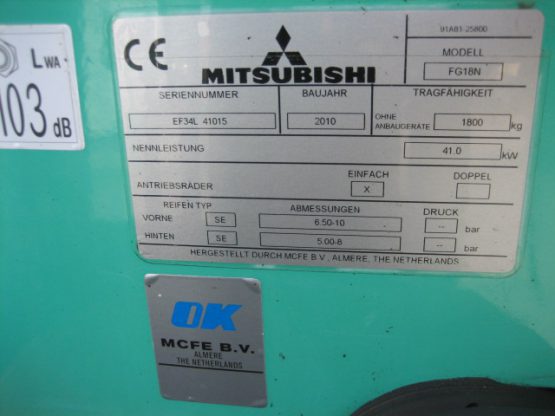 LWA
103 dB
CE
MITSUBISHI
91A81-25800
MODELL
FG18N
SERIENNUMMER
BAUJAHR
TRAGFÄHIGKEIT
EF34L 41015
2010
OHNE
ANBAUGERÄTE
1800
kg
NENNLEISTUNG
41.0
kW
EINFACH
DOPPEL
ANTRIEBSRÄDER
X
REIFEN TYP
ABMESSUNGEN
DRUCK
VORNE
SE
6.50-10
--
bar
HINTEN
SE
5.00-8
--
bar
HERGESTELLT DURCH MCFE B.V., ALMERE, THE NETHERLANDS
OK
MCFE B.V.
ALMERE
THE NETHERLANDS